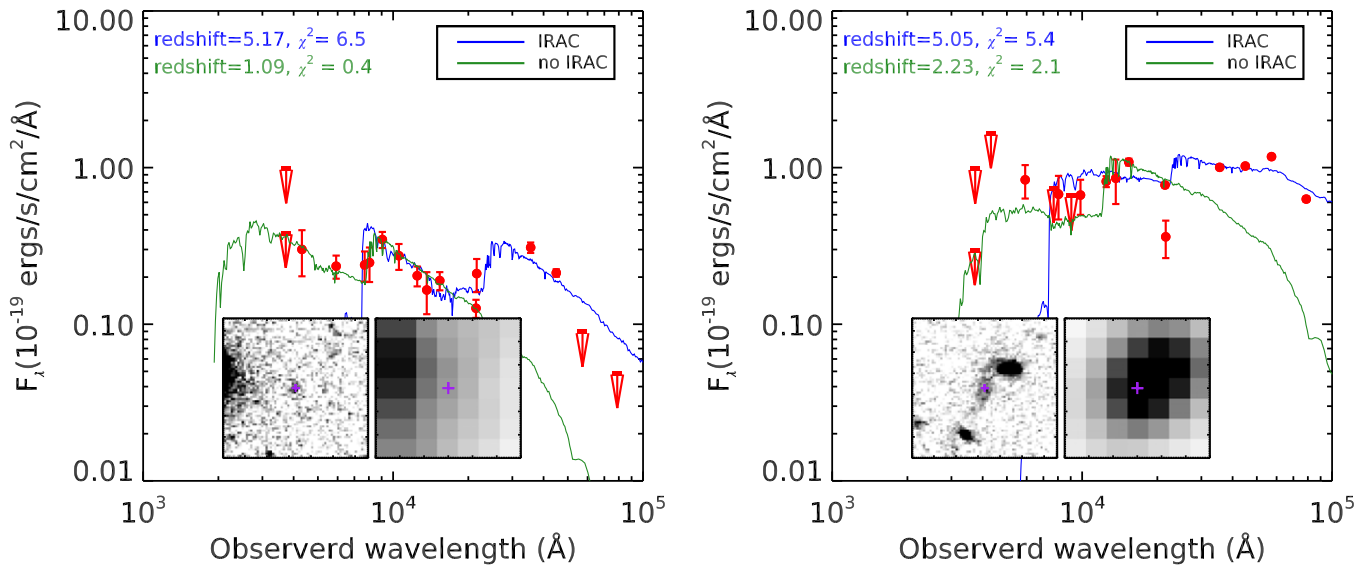 redshift=5.17, χ² = 6.5
redshift=1.09, χ² = 0.4
IRAC
no IRAC
10.00
1.00
0.10
0.01
F_λ(10⁻¹⁹ ergs/s/cm²/Å)
10³ 10⁴ 10⁵
Observerd wavelength (Å)
redshift=5.05, χ² = 5.4
redshift=2.23, χ² = 2.1
IRAC
no IRAC
10.00
1.00
0.10
0.01
F_λ(10⁻¹⁹ ergs/s/cm²/Å)
10³ 10⁴ 10⁵
Observerd wavelength (Å)